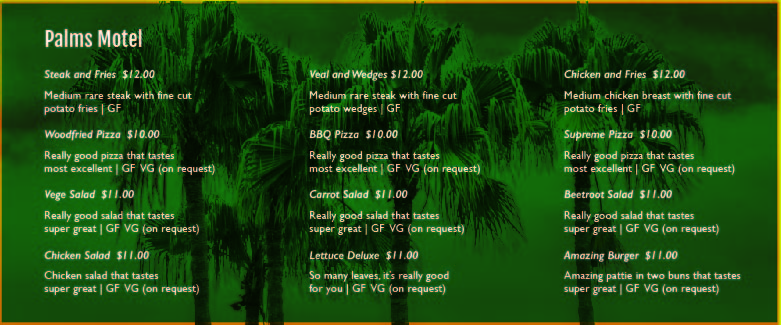 Palms Motel
Steak and Fries $12.00
Medium rare steak with fine cut
potato fries | GF
Woodfried Pizza $10.00
Really good pizza that tastes
most excellent | GF VG (on request)
Vege Salad $11.00
Really good salad that tastes
super great | GF VG (on request)
Chicken Salad $11.00
Chicken salad that tastes
super great | GF VG (on request)
Veal and Wedges $12.00
Medium rare steak with fine cut
potato wedges | GF
BBQ Pizza $10.00
Really good pizza that tastes
most excellent | GF VG (on request)
Carrot Salad $11.00
Really good salad that tastes
super great | GF VG (on request)
Lettuce Deluxe $11.00
So many leaves, it's really good
for you | GF VG (on request)
Chicken and Fries $12.00
Medium chicken breast with fine cut
potato fries | GF
Supreme Pizza $10.00
Really good pizza that tastes
most excellent | GF VG (on request)
Beetroot Salad $11.00
Really good salad that tastes
super great | GF VG (on request)
Amazing Burger $11.00
Amazing pattie in two buns that tastes
super great | GF VG (on request)